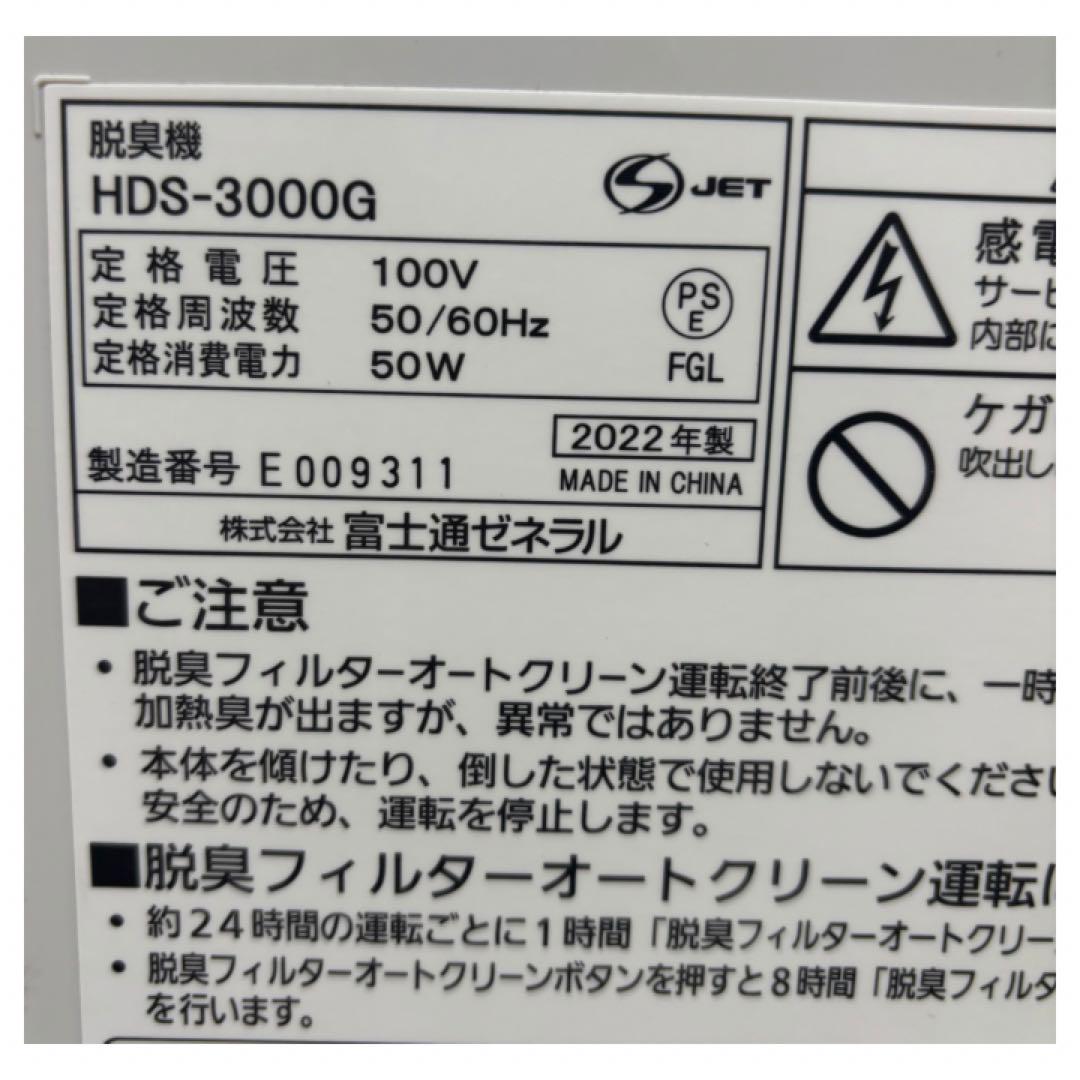 脱臭機
HDS-3000G
S JET
定格電圧 100V
定格周波数 50/60Hz
定格消費電力 50W
PS
E
FGL
2022年製
製造番号 E009311
MADE IN CHINA
株式会社 富士通ゼネラル
感電
サービ
内部に
ケガ
吹出し
■ご注意
・脱臭フィルターオートクリーン運転終了前後に、一時
加熱臭が出ますが、異常ではありません。
・本体を傾けたり、倒した状態で使用しないでください
安全のため、運転を停止します。
■脱臭フィルターオートクリーン運転に
・約24時間の運転ごとに1時間「脱臭フィルターオートクリー
・脱臭フィルターオートクリーンボタンを押すと8時間「脱臭フィルタ
を行います。